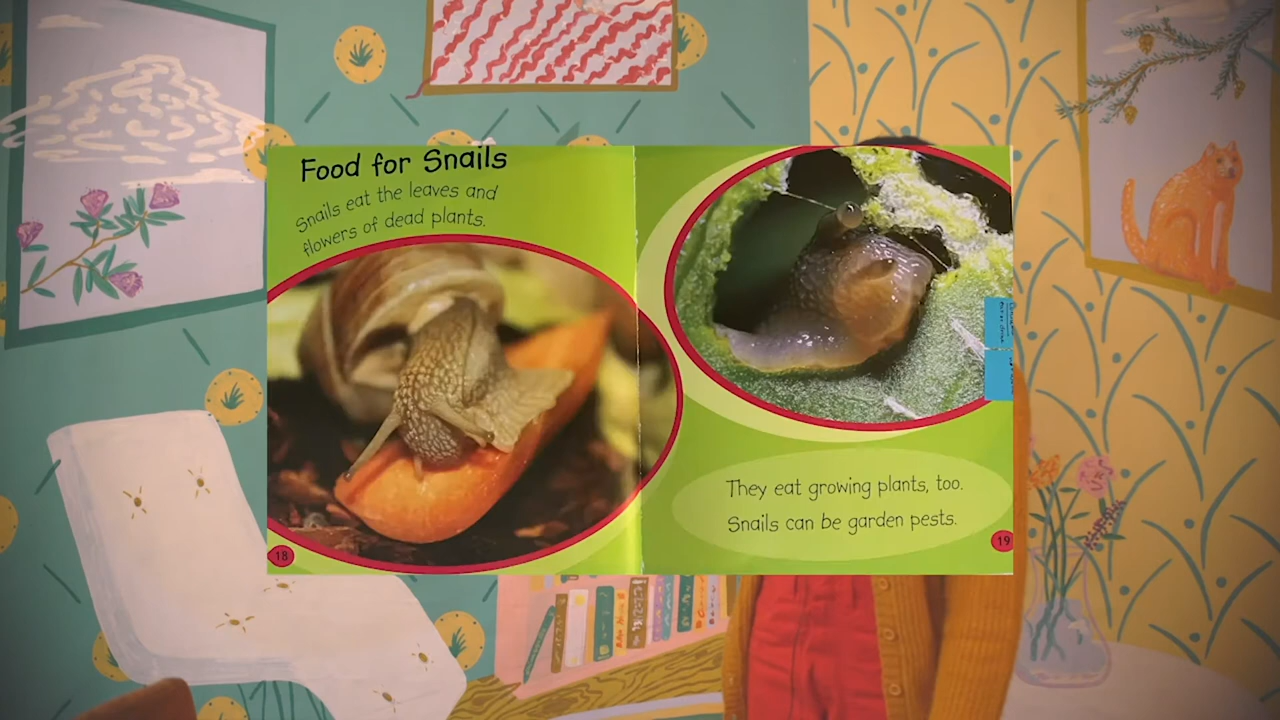 Food for Snails
Snails eat the leaves and
flowers of dead plants.
They eat growing plants, too.
Snails can be garden pests.
18
19